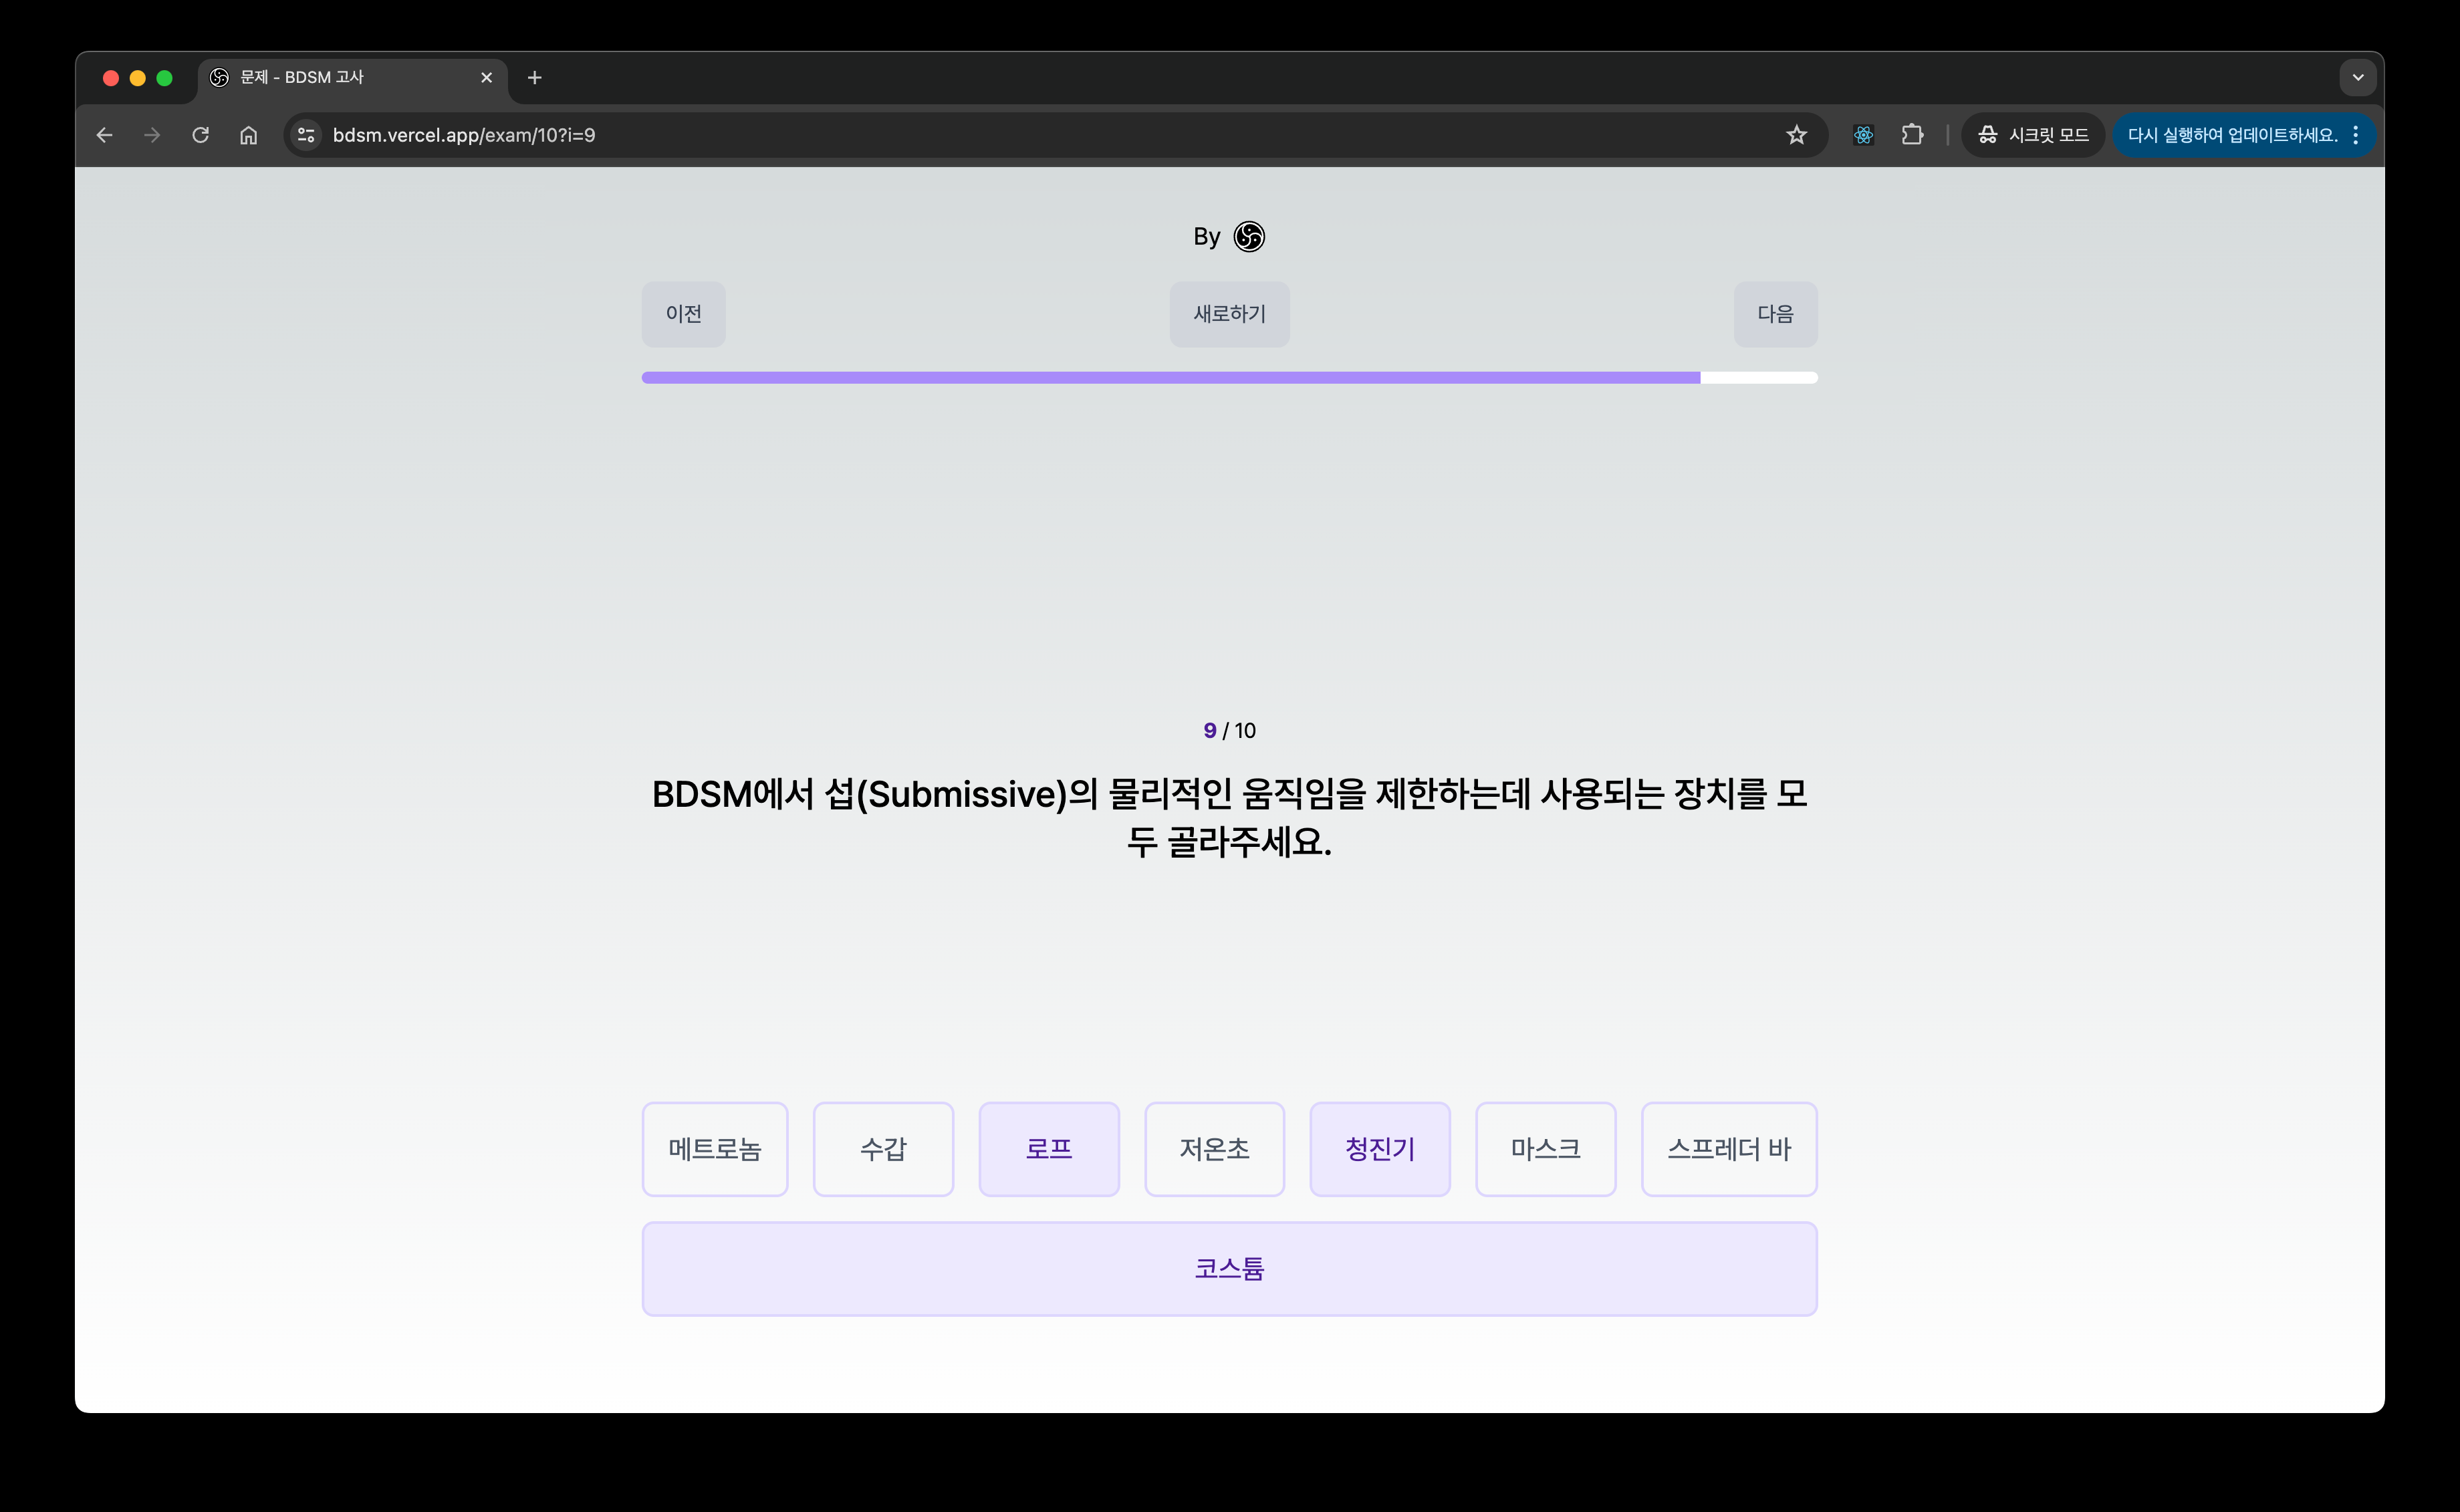 문제 - BDSM 고사
bdsm.vercel.app/exam/10?i=9
시크릿 모드
다시 실행하여 업데이트하세요.
By
이전
새로하기
다음
9 / 10
BDSM에서 섭(Submissive)의 물리적인 움직임을 제한하는데 사용되는 장치를 모
두 골라주세요.
메트로놈
수갑
로프
저온초
청진기
마스크
스프레더 바
코스튬